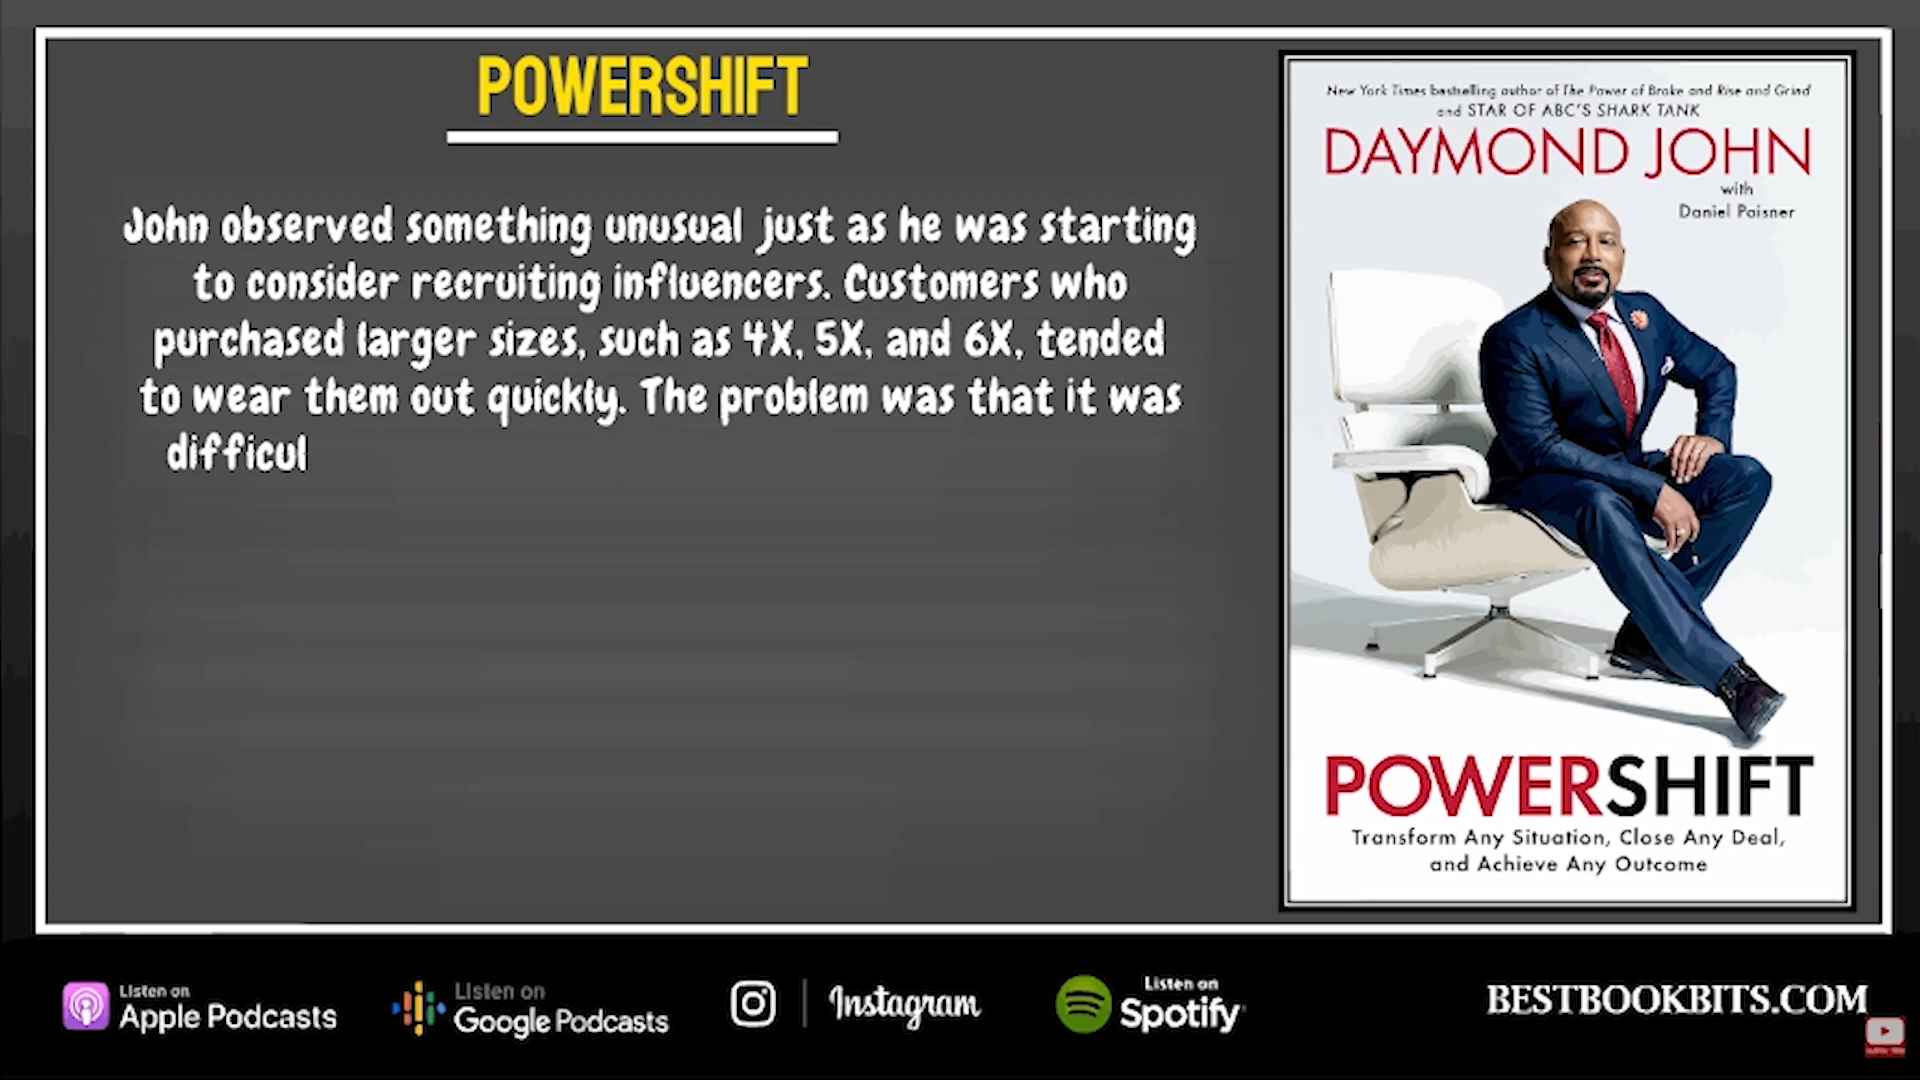 POWERSHIFT
John observed something unusual just as he was starting
to consider recruiting influencers. Customers who
purchased larger sizes, such as 4X, 5X, and 6X, tended
to wear them out quickly. The problem was that it was
difficul
New York Times bestselling author of The Power of Broke and Rise and Grind
and STAR OF ABC'S SHARK TANK
DAYMOND JOHN
with
Daniel Paisner
POWERSHIFT
Transform Any Situation, Close Any Deal,
and Achieve Any Outcome
Listen on
Apple Podcasts
Listen on
Google Podcasts
Instagram
Listen on
Spotify
BESTBOOKBITS.COM